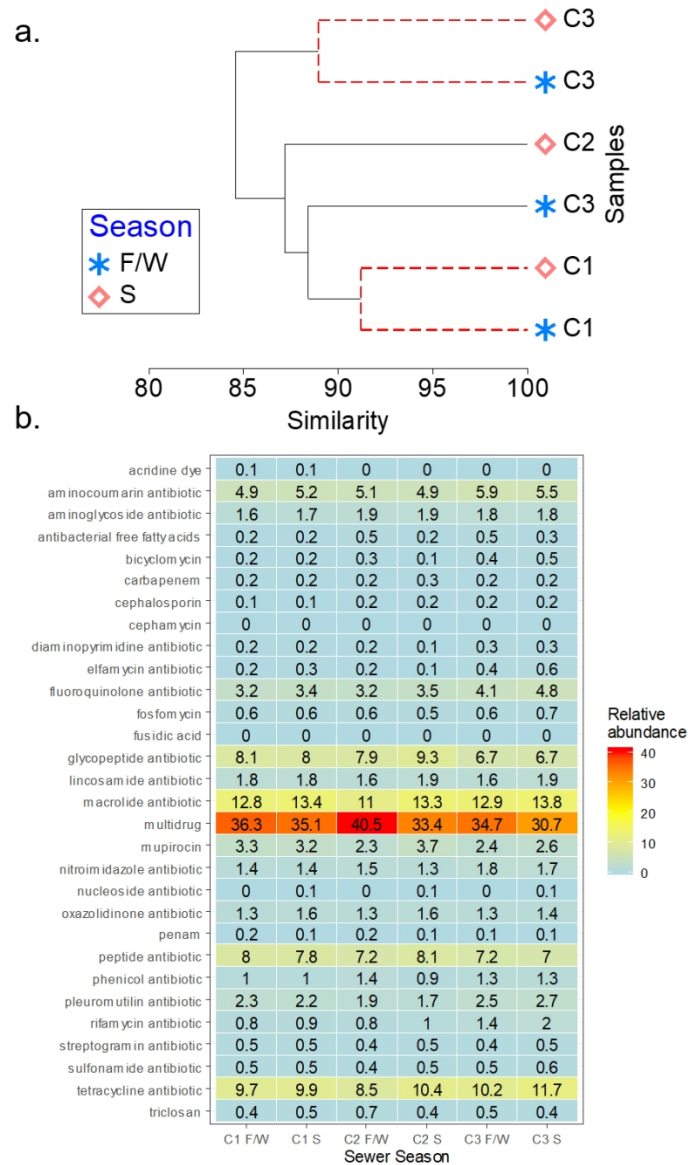 a.
C3
C3
C2
C3
C1
C1
Samples
Season
F/W
S
80 85 90 95 100
Similarity
b.
acridine dye 0.1 0.1 0 0 0 0
aminocoumarin antibiotic 4.9 5.2 5.1 4.9 5.9 5.5
aminoglycoside antibiotic 1.6 1.7 1.9 1.9 1.8 1.8
antibacterial free fatty acids 0.2 0.2 0.5 0.2 0.5 0.3
bicyclomycin 0.2 0.2 0.3 0.1 0.4 0.5
carbapenem 0.2 0.2 0.2 0.3 0.2 0.2
cephalosporin 0.1 0.1 0.2 0.2 0.2 0.2
cephamycin 0 0 0 0 0 0
diaminopyrimidine antibiotic 0.2 0.2 0.2 0.1 0.3 0.3
elfamycin antibiotic 0.2 0.3 0.2 0.1 0.4 0.6
fluoroquinolone antibiotic 3.2 3.4 3.2 3.5 4.1 4.8
fosfomycin 0.6 0.6 0.6 0.5 0.6 0.7
fusidic acid 0 0 0 0 0 0
glycopeptide antibiotic 8.1 8 7.9 9.3 6.7 6.7
lincosamide antibiotic 1.8 1.8 1.6 1.9 1.6 1.9
macrolide antibiotic 12.8 13.4 11 13.3 12.9 13.8
multidrug 36.3 35.1 40.5 33.4 34.7 30.7
mupirocin 3.3 3.2 2.3 3.7 2.4 2.6
nitroimidazole antibiotic 1.4 1.4 1.5 1.3 1.8 1.7
nucleoside antibiotic 0 0.1 0 0.1 0 0.1
oxazolidinone antibiotic 1.3 1.6 1.3 1.6 1.3 1.4
penam 0.2 0.1 0.2 0.1 0.1 0.1
peptide antibiotic 8 7.8 7.2 8.1 7.2 7
phenicol antibiotic 1 1 1.4 0.9 1.3 1.3
pleuromutilin antibiotic 2.3 2.2 1.9 1.7 2.5 2.7
rifamycin antibiotic 0.8 0.9 0.8 1 1.4 2
streptogramin antibiotic 0.5 0.5 0.4 0.5 0.4 0.5
sulfonamide antibiotic 0.5 0.5 0.4 0.5 0.5 0.6
tetracycline antibiotic 9.7 9.9 8.5 10.4 10.2 11.7
triclosan 0.4 0.5 0.7 0.4 0.5 0.4
C1 F/W C1 S C2 F/W C2 S C3 F/W C3 S
Sewer Season
Relative
abundance
40
30
20
10
0